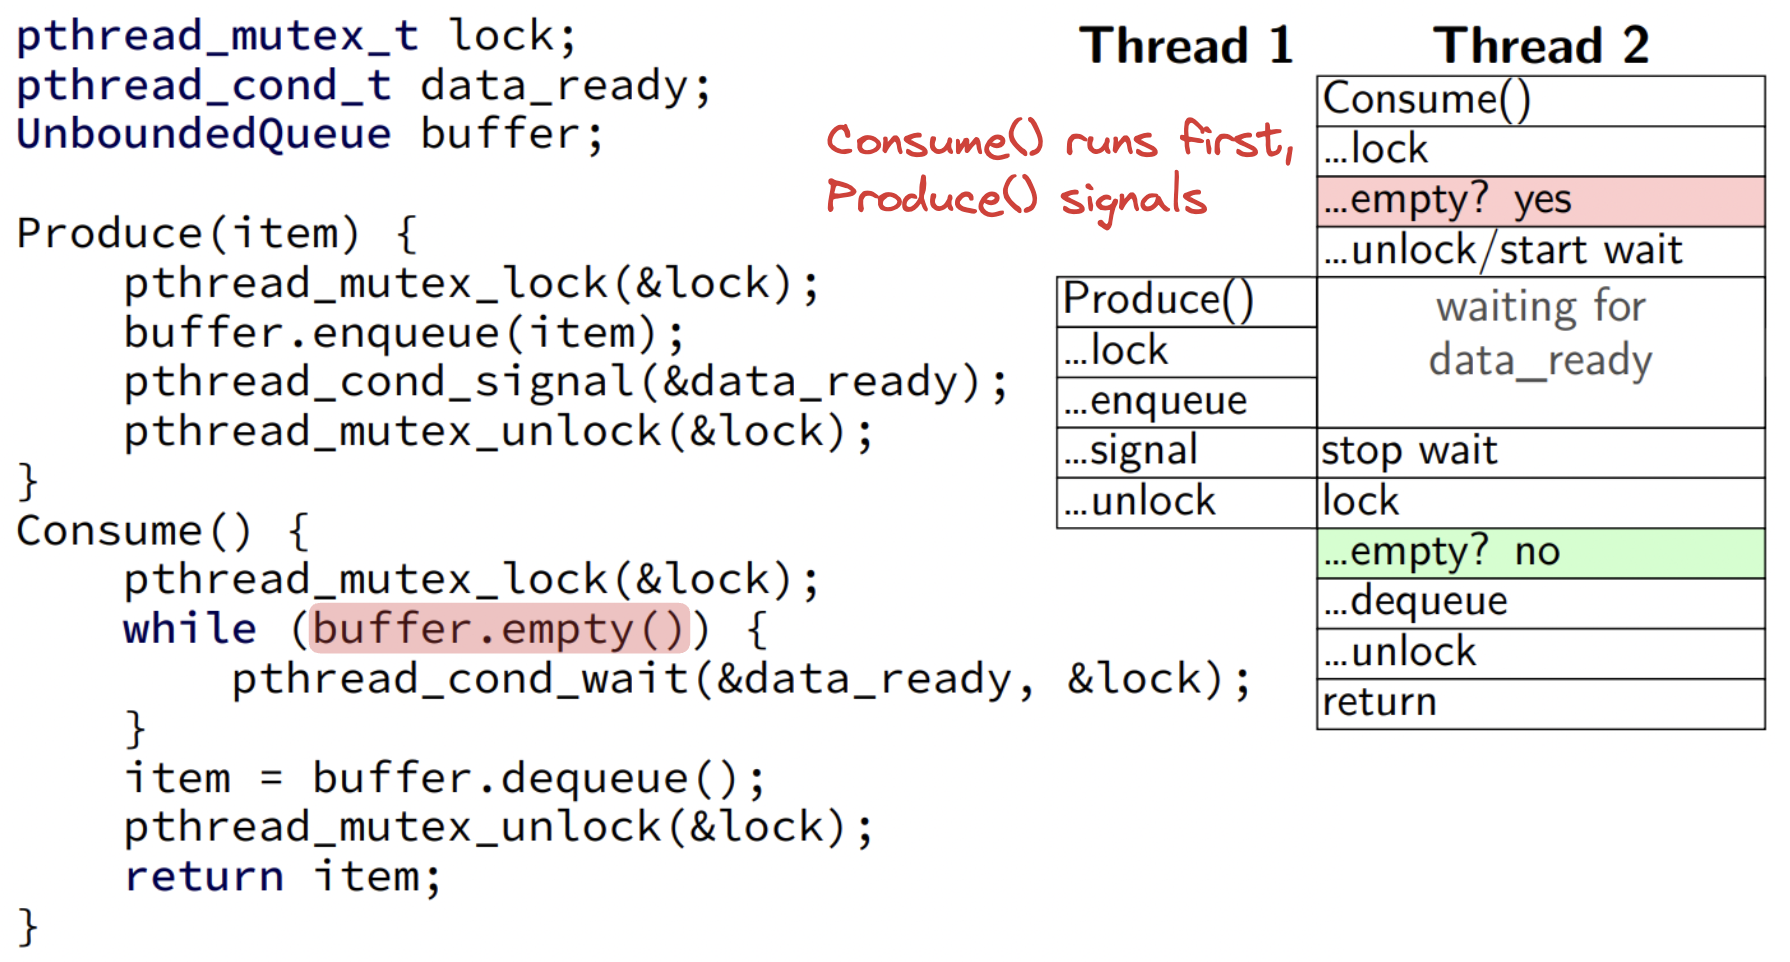 pthread_mutex_t lock;
pthread_cond_t data_ready;
UnboundedQueue buffer;
Produce(item) {
    pthread_mutex_lock(&lock);
    buffer.enqueue(item);
    pthread_cond_signal(&data_ready);
    pthread_mutex_unlock(&lock);
}
Consume() {
    pthread_mutex_lock(&lock);
    while (buffer.empty()) {
        pthread_cond_wait(&data_ready, &lock);
    }
    item = buffer.dequeue();
    pthread_mutex_unlock(&lock);
    return item;
}
Consume() runs first,
Produce() signals
Thread 1
Thread 2
Consume()
…lock
…empty? yes
…unlock/start wait
Produce()
waiting for
data_ready
…lock
…enqueue
…signal
stop wait
…unlock
lock
…empty? no
…dequeue
…unlock
return